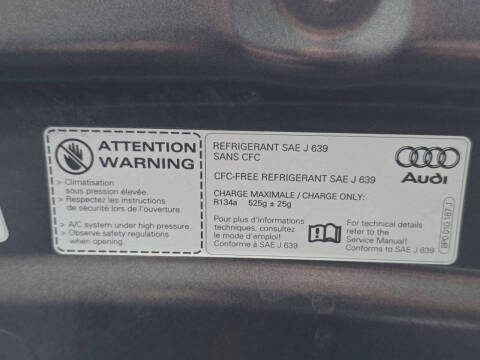 ATTENTION
WARNING
> Climatisation
sous pression élevée.
> Respectez les instructions
de sécurité lors de l'ouverture.
> A/C system under high pressure.
> Observe safety regulations
when opening.
REFRIGERANT SAE J 639
SANS CFC
CFC-FREE REFRIGERANT SAE J 639
CHARGE MAXIMALE / CHARGE ONLY:
R134a 525g ± 25g
Pour plus d'informations
techniques, consultez
le mode d'emploi!
Conforme à SAE J 639
Audi
For technical details
refer to the
Service Manual!
Conforms to SAE J 639